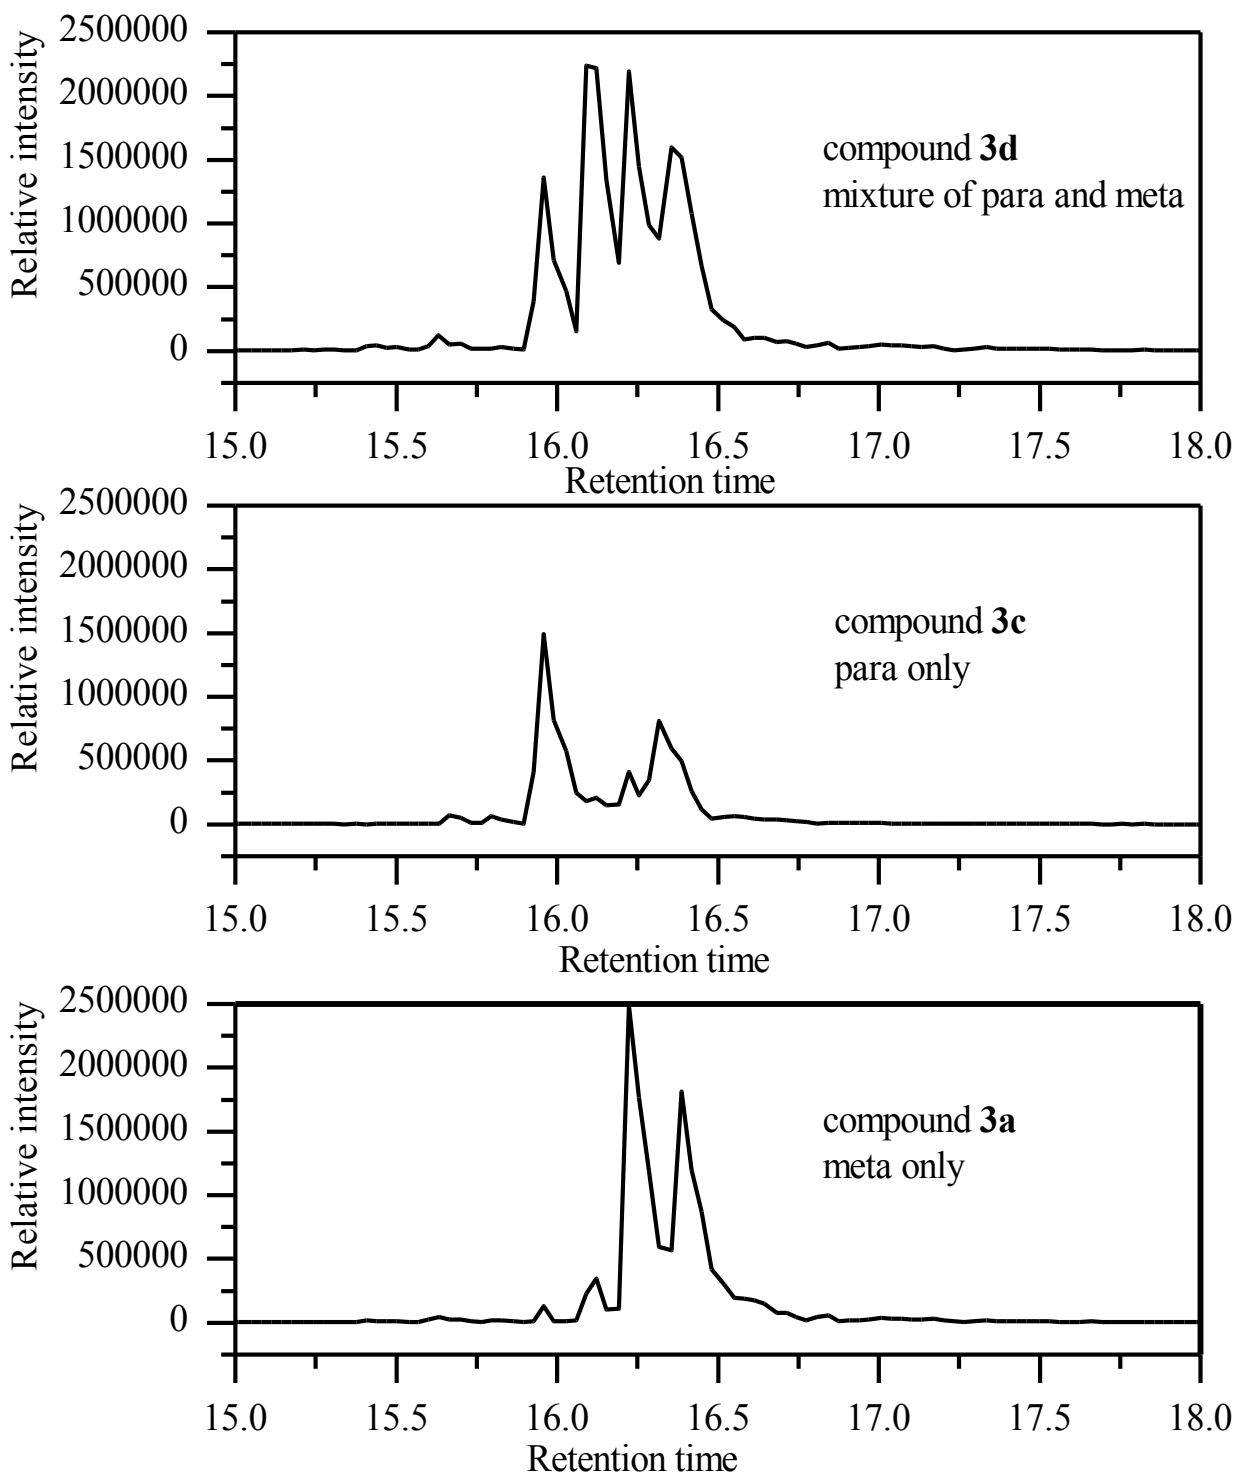 Relative intensity
2500000
2000000
1500000
1000000
500000
0
compound 3d
mixture of para and meta
15.0 15.5 16.0 16.5 17.0 17.5 18.0
Retention time
Relative intensity
2500000
2000000
1500000
1000000
500000
0
compound 3c
para only
15.0 15.5 16.0 16.5 17.0 17.5 18.0
Retention time
Relative intensity
2500000
2000000
1500000
1000000
500000
0
compound 3a
meta only
15.0 15.5 16.0 16.5 17.0 17.5 18.0
Retention time